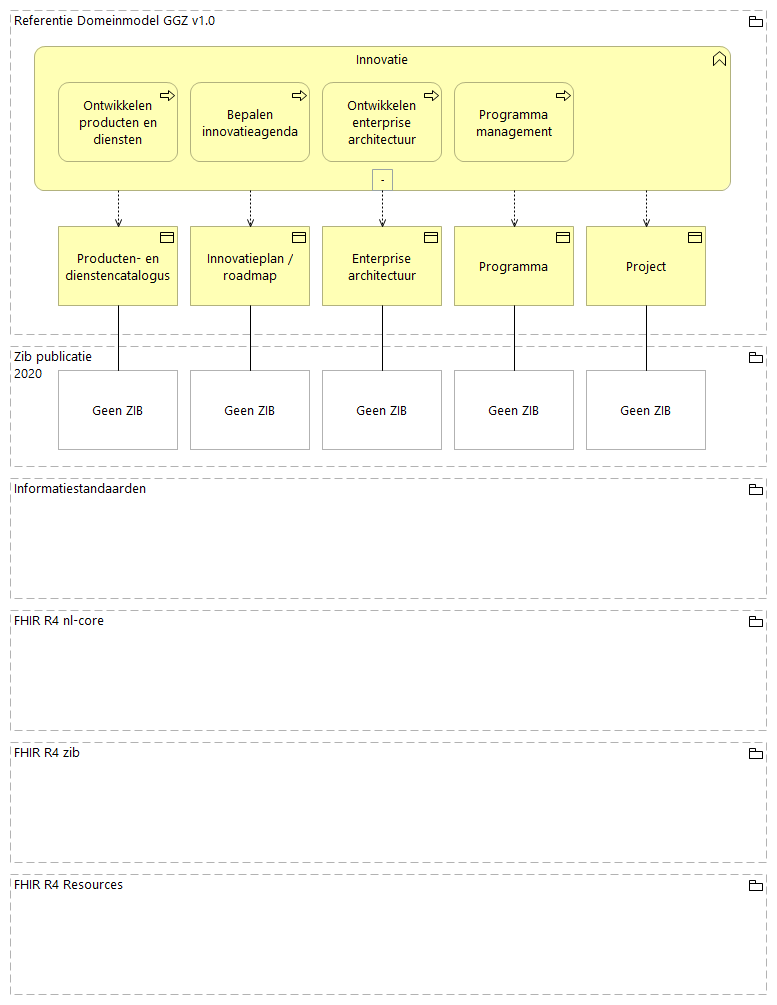 Referentie Domeinmodel GGZ v1.0
Innovatie
Ontwikkelen
producten en
diensten
Bepalen
innovatieagenda
Ontwikkelen
enterprise
architectuur
Programma
management
-
Producten- en
dienstencatalogus
Innovatieplan /
roadmap
Enterprise
architectuur
Programma
Project
Zib publicatie
2020
Geen ZIB
Geen ZIB
Geen ZIB
Geen ZIB
Geen ZIB
Informatiestandaarden
FHIR R4 nl-core
FHIR R4 zib
FHIR R4 Resources